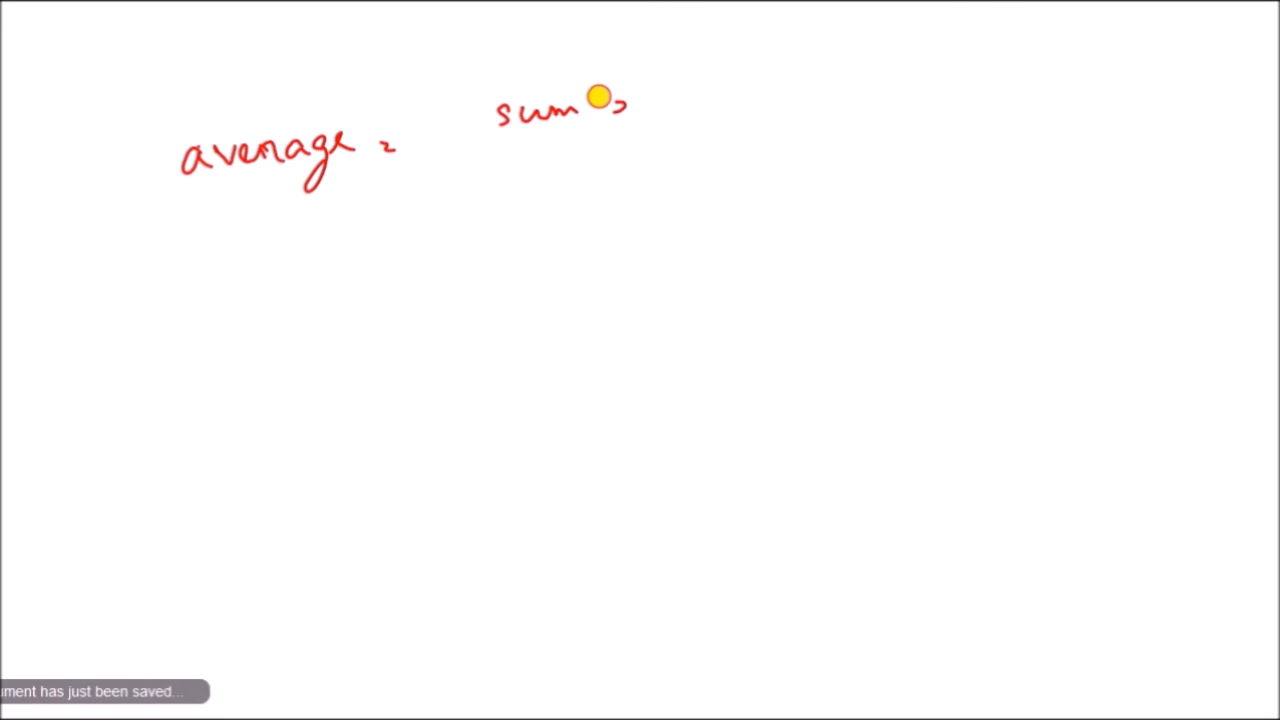 average =
sum
ument has just been saved...